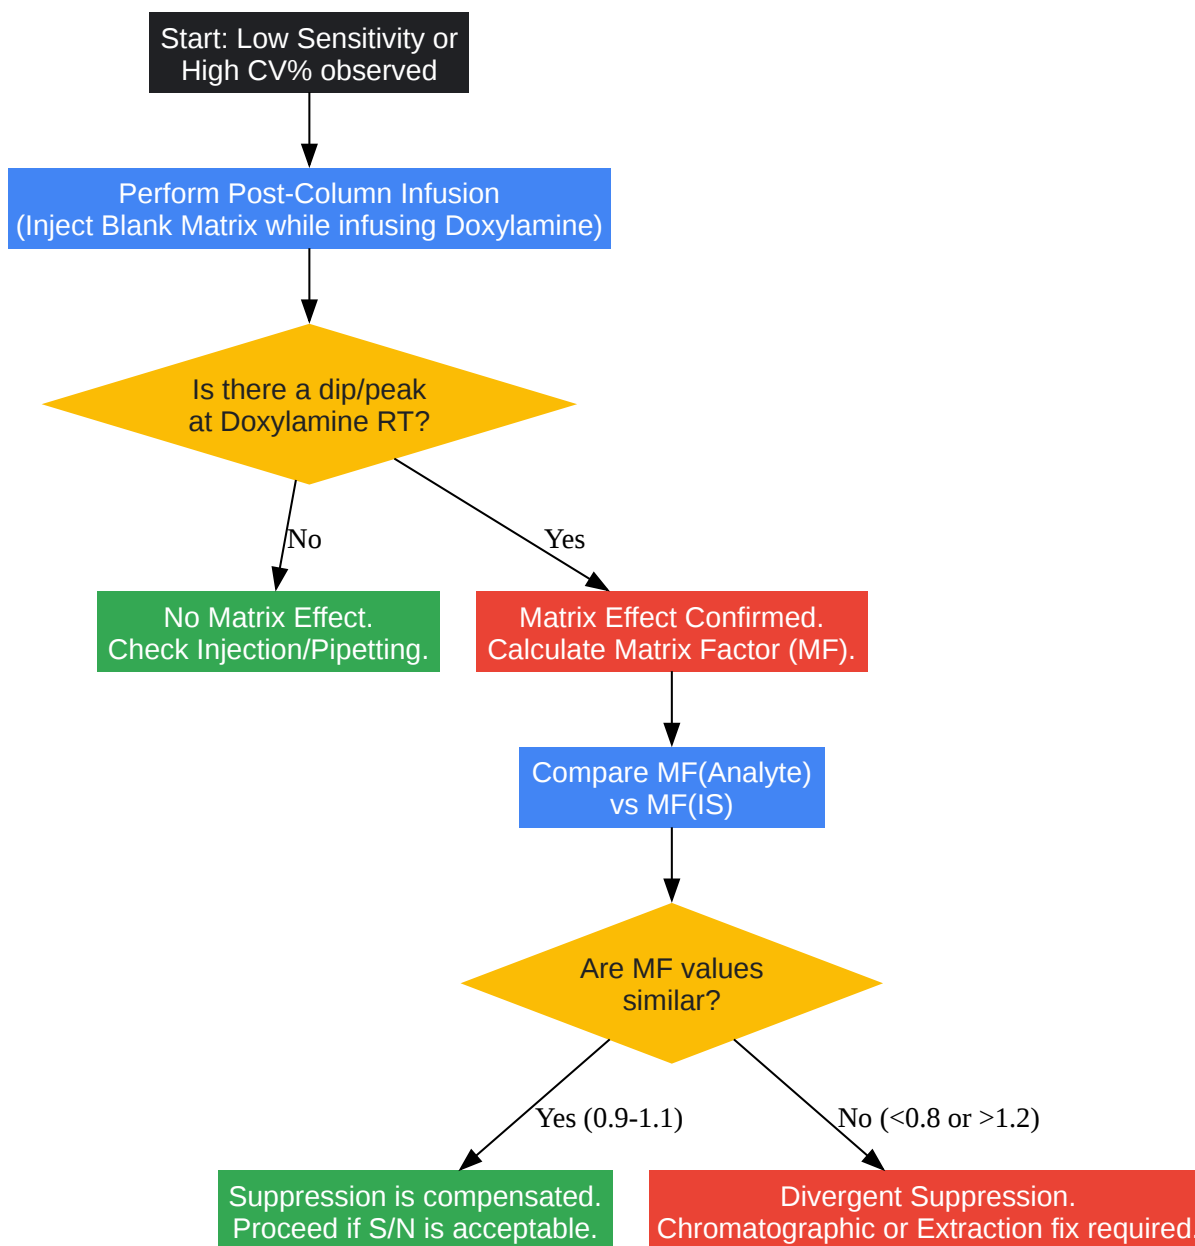 Start: Low Sensitivity or
High CV% observed
Perform Post-Column Infusion
(Inject Blank Matrix while infusing Doxylamine)
Is there a dip/peak
at Doxylamine RT?
No
Yes
No Matrix Effect.
Check Injection/Pipetting.
Matrix Effect Confirmed.
Calculate Matrix Factor (MF).
Compare MF(Analyte)
vs MF(IS)
Are MF values
similar?
Yes (0.9-1.1)
No (<0.8 or >1.2)
Suppression is compensated.
Proceed if S/N is acceptable.
Divergent Suppression.
Chromatographic or Extraction fix required.